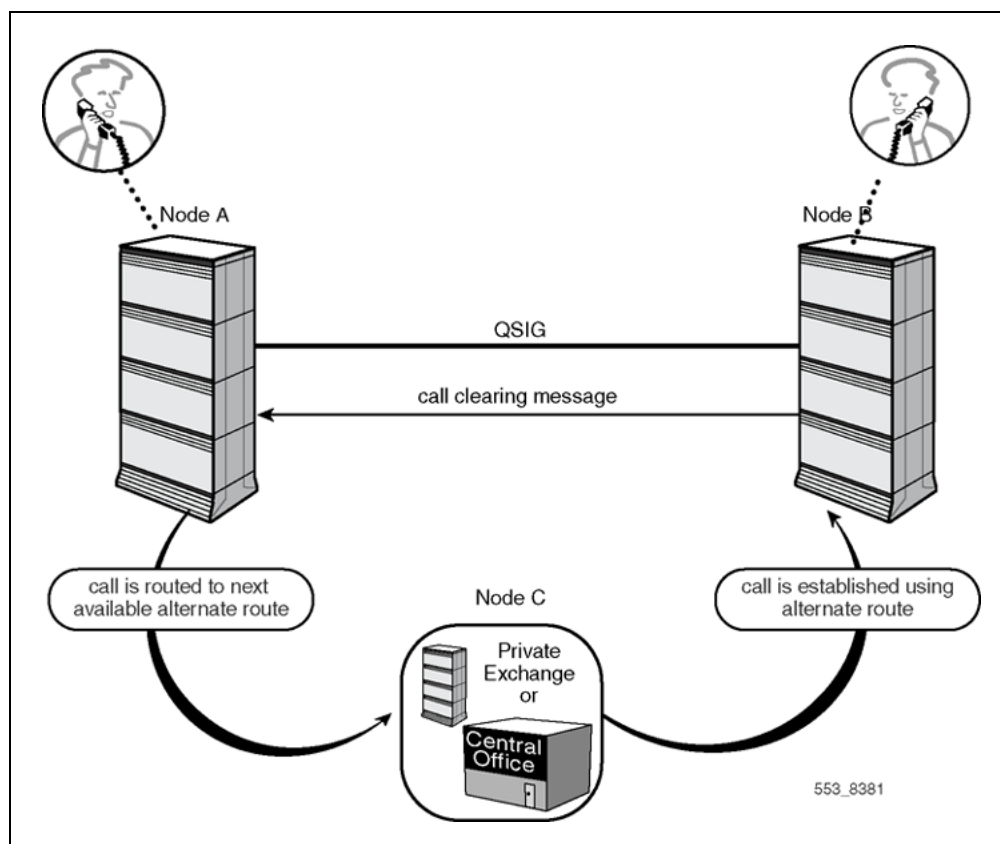 Node A
Node B
QSIG
call clearing message
call is routed to next
available alternate route
call is established using
alternate route
Node C
Private
Exchange
or
Central
Office
553_8381